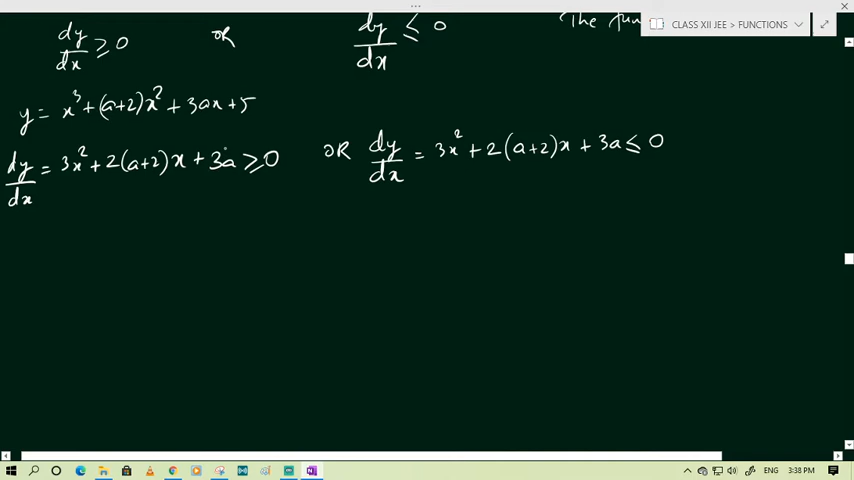 ...
CLASS XII JEE > FUNCTIONS
dy/dx ≥ 0 OR dy/dx ≤ 0 The
y = x³ + (a+2)x² + 3ax + 5
dy/dx = 3x² + 2(a+2)x + 3a ≥ 0 OR dy/dx = 3x² + 2(a+2)x + 3a ≤ 0
ENG 3:38 PM